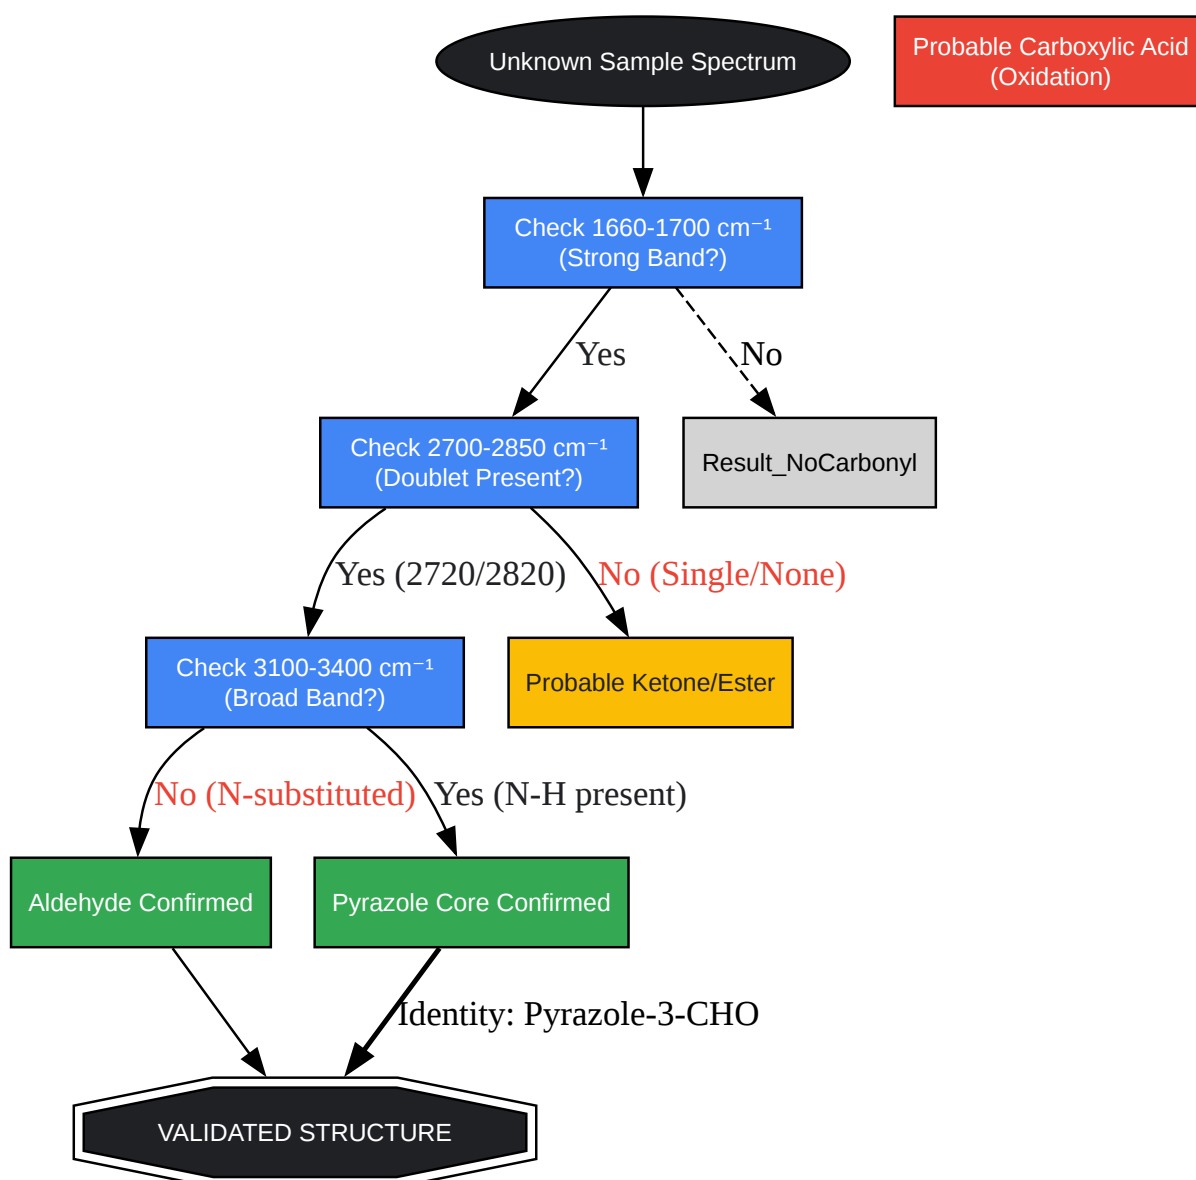 Unknown Sample Spectrum
Probable Carboxylic Acid
(Oxidation)
Check 1660-1700 cm⁻¹
(Strong Band?)
Yes
No
Check 2700-2850 cm⁻¹
(Doublet Present?)
Result_NoCarbonyl
Yes (2720/2820)
No (Single/None)
Check 3100-3400 cm⁻¹
(Broad Band?)
Probable Ketone/Ester
No (N-substituted)
Yes (N-H present)
Aldehyde Confirmed
Pyrazole Core Confirmed
Identity: Pyrazole-3-CHO
VALIDATED STRUCTURE